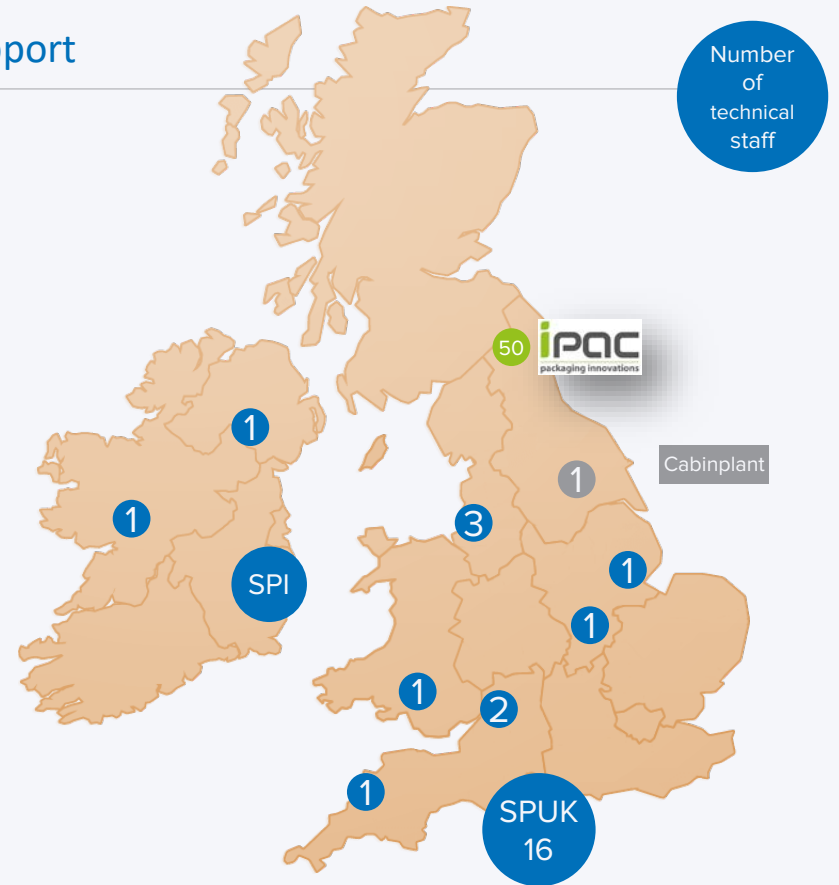 Number
of
technical
staff
50
ipac
packaging innovations
1
Cabinplant
1
1
3
1
SPI
1
1
2
1
SPUK
16